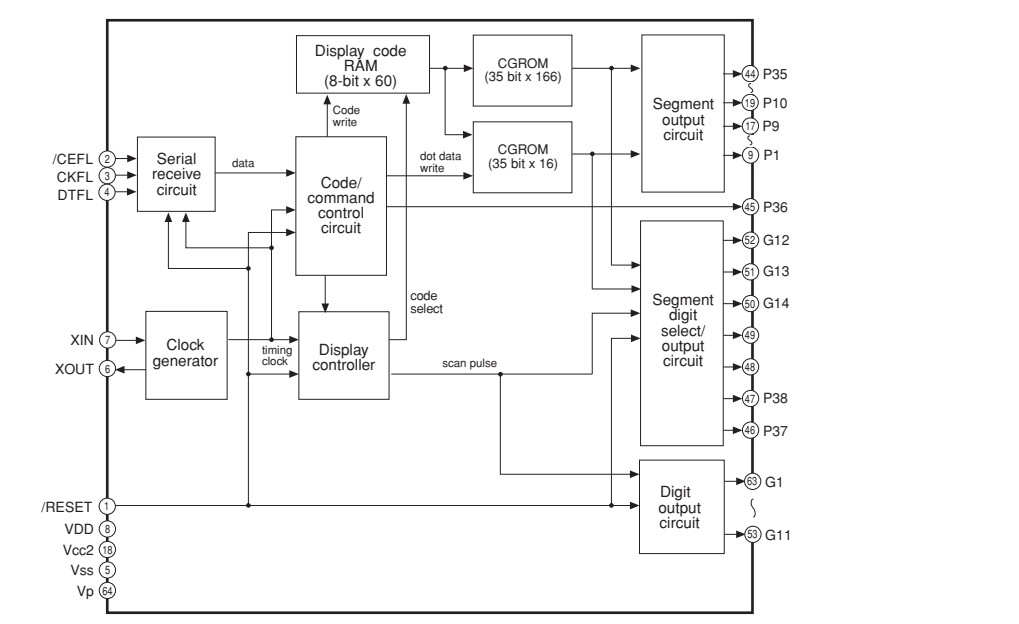 Display code
RAM
(8-bit x 60)
CGROM
(35 bit x 166)
Segment
output
circuit
44 P35
19 P10
17 P9
9 P1
Code
write
CGROM
(35 bit x 16)
dot data
write
/CEFL 2
CKFL 3
DTFL 4
Serial
receive
circuit
data
Code/
command
control
circuit
45 P36
52 G12
51 G13
50 G14
49
48
47 P38
46 P37
Segment
digit
select/
output
circuit
code
select
XIN 7
XOUT 6
Clock
generator
timing
clock
Display
controller
scan pulse
/RESET 1
VDD 8
Vcc2 18
Vss 5
Vp 64
Digit
output
circuit
63 G1
53 G11